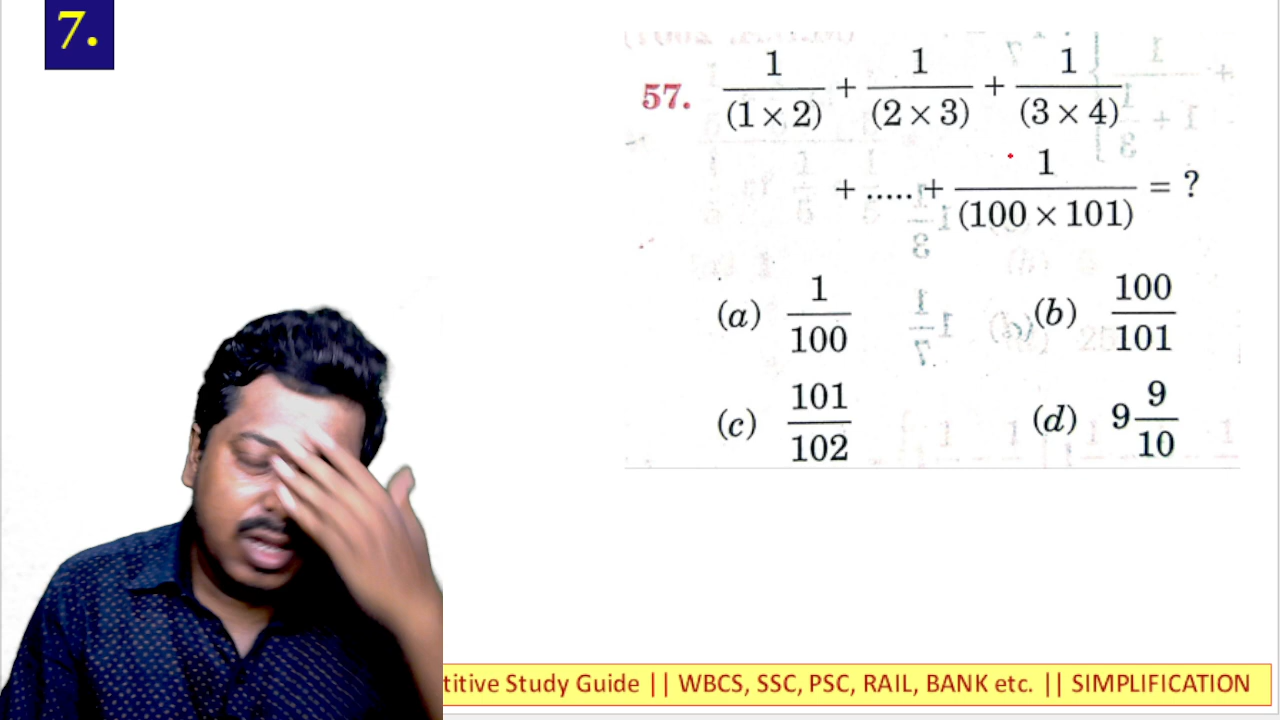 7.
57. 1/(1 × 2) + 1/(2 × 3) + 1/(3 × 4)
+ ..... + 1/(100 × 101) = ?
(a) 1/100 (b) 100/101
(c) 101/102 (d) 9 9/10
titive Study Guide || WBCS, SSC, PSC, RAIL, BANK etc. || SIMPLIFICATION